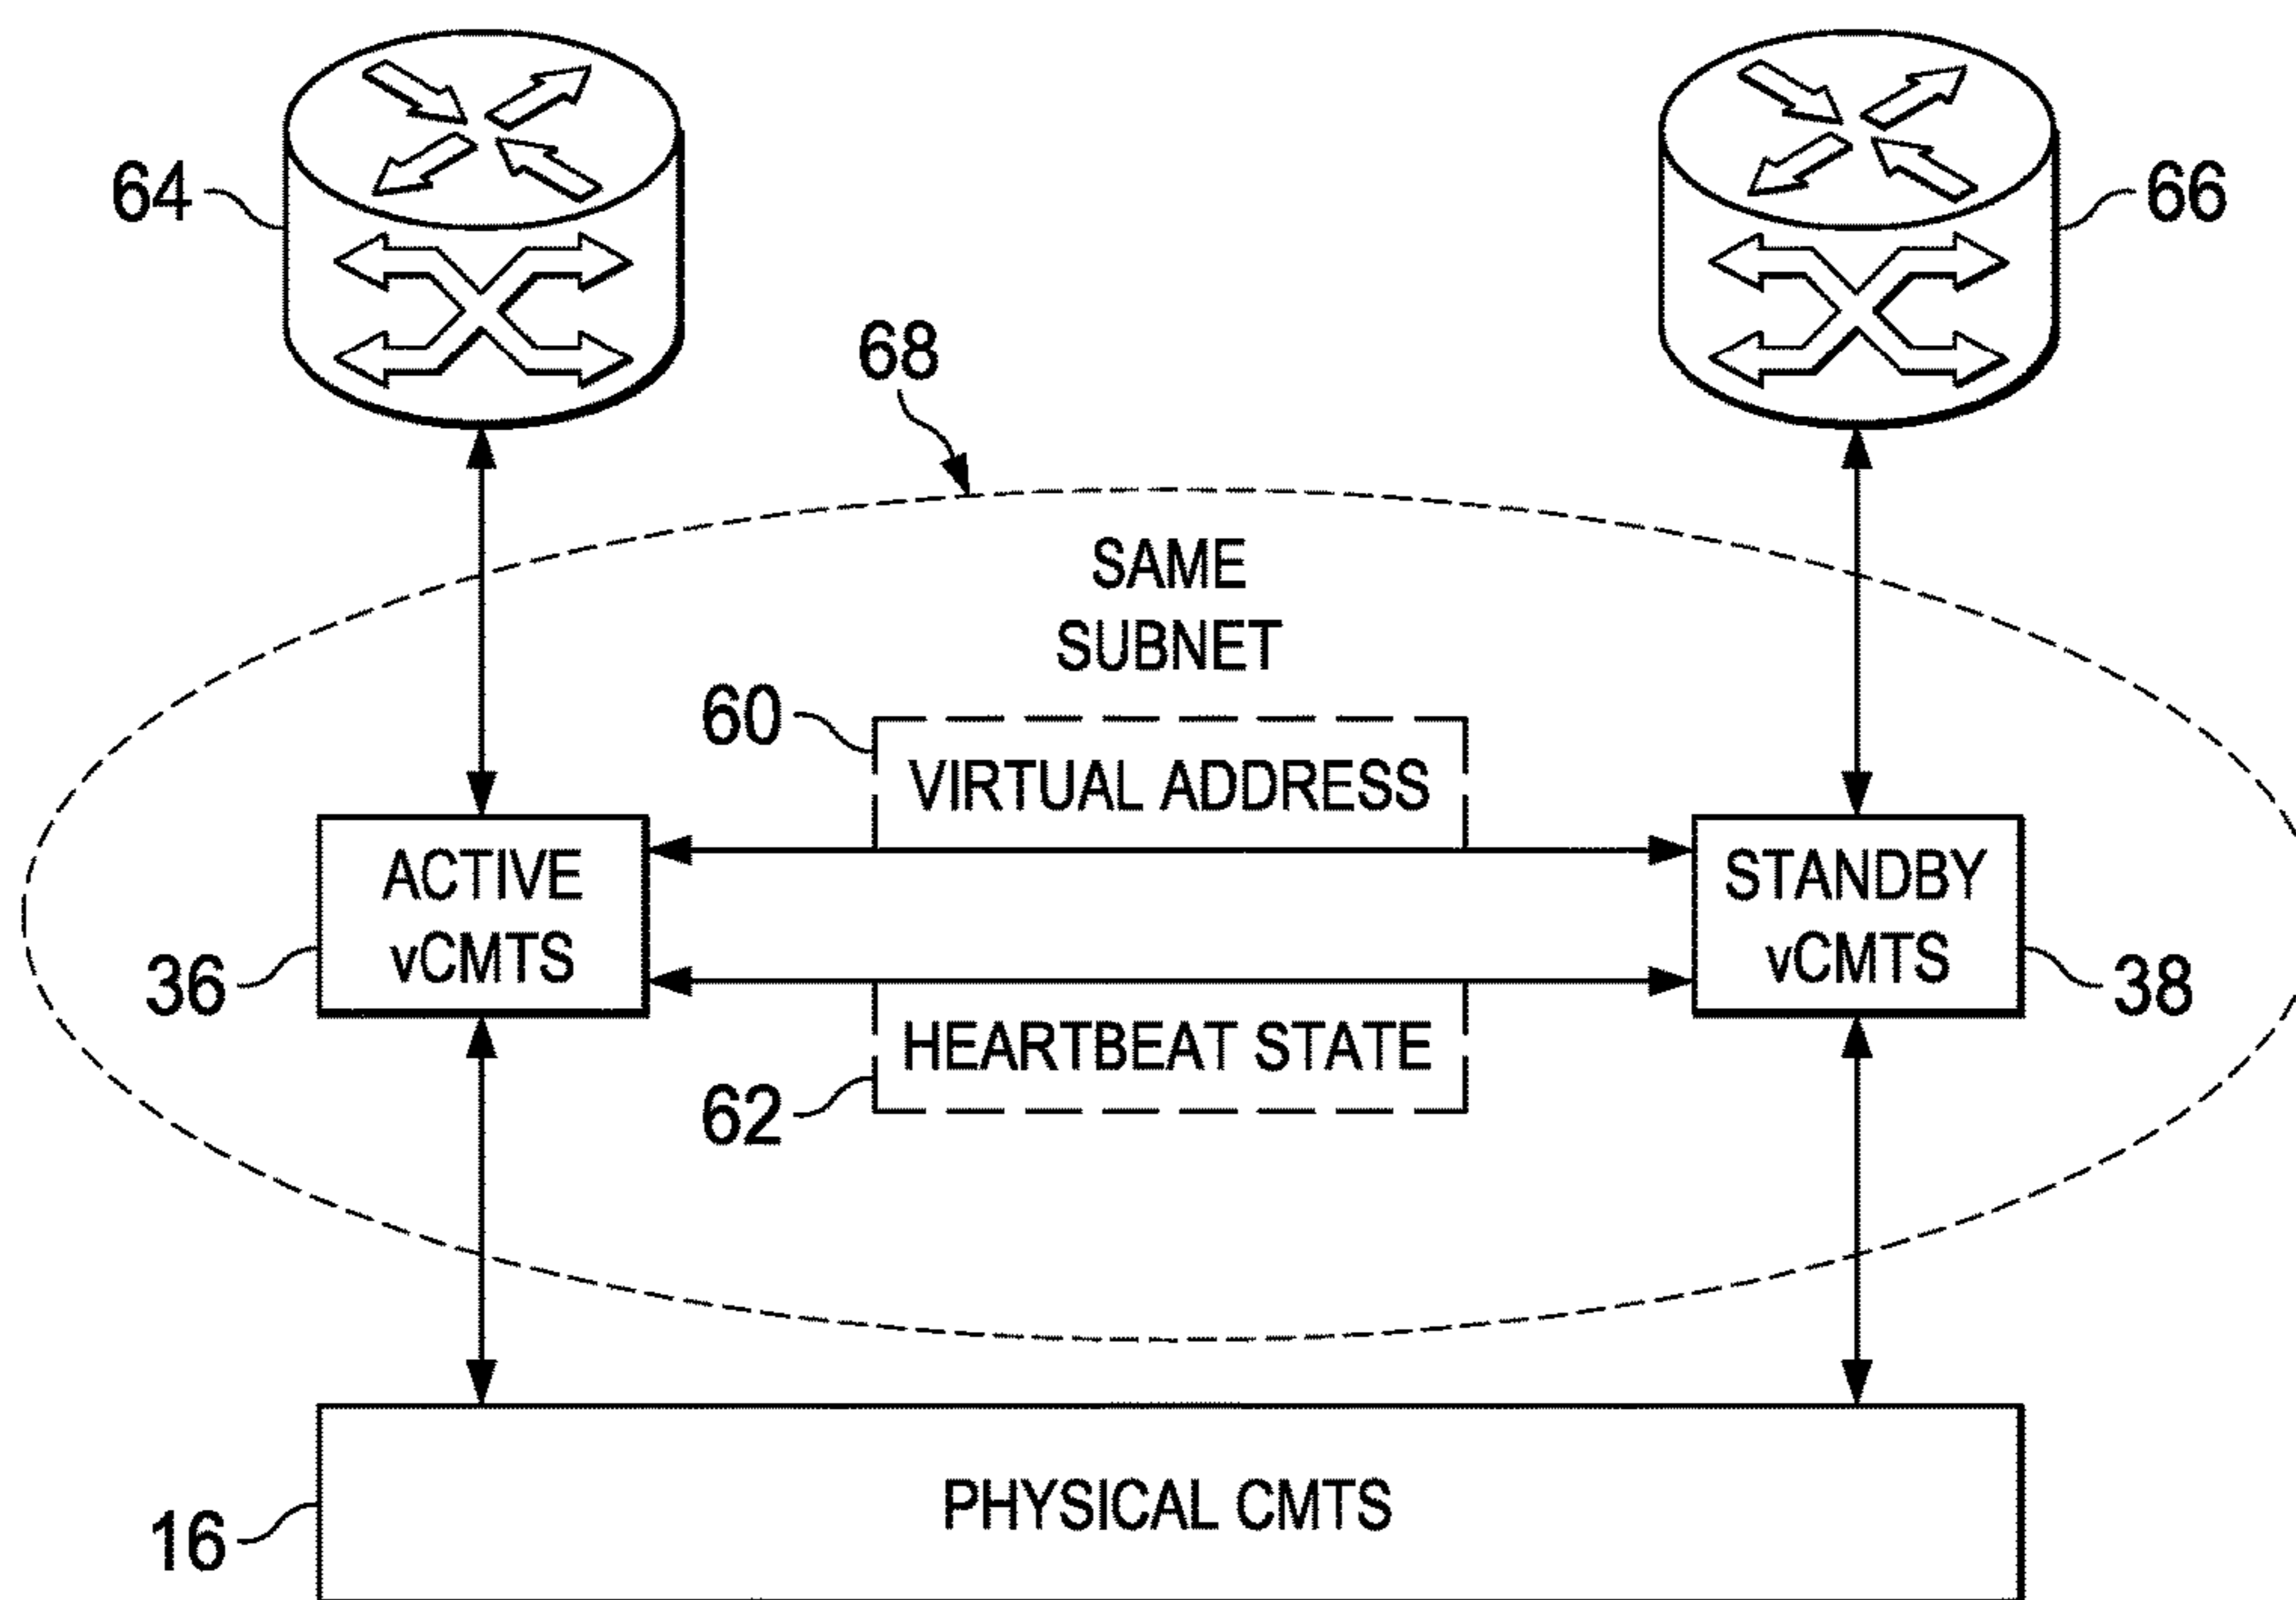 64
66
68
SAME
SUBNET
60
VIRTUAL ADDRESS
ACTIVE
vCMTS
STANDBY
vCMTS
36
38
HEARTBEAT STATE
62
PHYSICAL CMTS
16